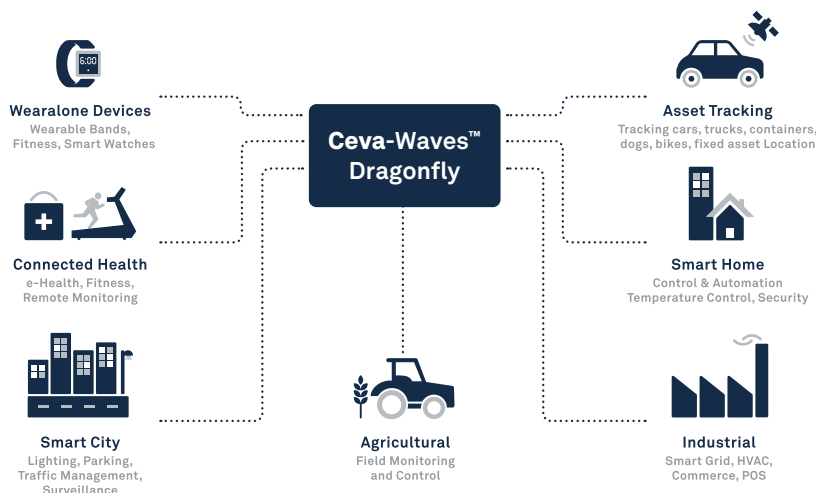 6:00
Wearalone Devices
Wearable Bands,
Fitness, Smart Watches
Connected Health
e-Health, Fitness,
Remote Monitoring
Smart City
Lighting, Parking,
Traffic Management,
Surveillance
Ceva-Waves™
Dragonfly
Agricultural
Field Monitoring
and Control
Asset Tracking
Tracking cars, trucks, containers,
dogs, bikes, fixed asset Location
Smart Home
Control & Automation
Temperature Control, Security
Industrial
Smart Grid, HVAC,
Commerce, POS